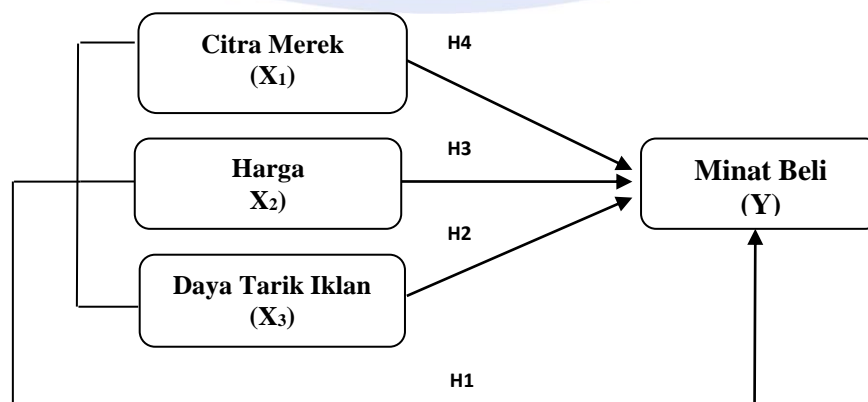 Citra Merek
(X₁)
H4
Harga
X₂)
H3
Minat Beli
(Y)
H2
Daya Tarik Iklan
(X₃)
H1